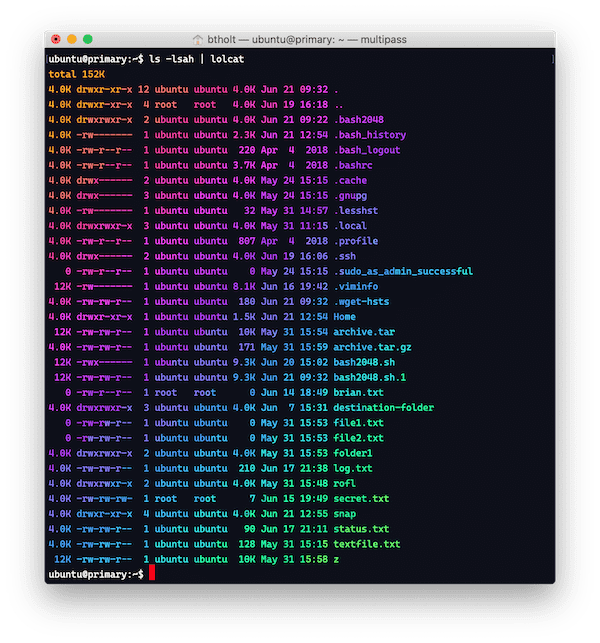 btholt — ubuntu@primary: ~ — multipass
ubuntu@primary:~$ ls -lsah | lolcat
total 152K
4.0K drwxr-xr-x 12 ubuntu ubuntu 4.0K Jun 21 09:32 .
4.0K drwxr-xr-x  4 root   root   4.0K Jun 19 16:18 ..
4.0K drwxrwxr-x  2 ubuntu ubuntu 4.0K Jun 21 09:22 .bash2048
4.0K -rw-------  1 ubuntu ubuntu 2.3K Jun 21 12:54 .bash_history
4.0K -rw-r--r--  1 ubuntu ubuntu  220 Apr  4  2018 .bash_logout
4.0K -rw-r--r--  1 ubuntu ubuntu 3.7K Apr  4  2018 .bashrc
4.0K drwx------  2 ubuntu ubuntu 4.0K May 24 15:15 .cache
4.0K drwx------  3 ubuntu ubuntu 4.0K May 24 15:15 .gnupg
4.0K -rw-------  1 ubuntu ubuntu   32 May 31 14:57 .lesshst
4.0K drwxrwxr-x  3 ubuntu ubuntu 4.0K May 31 11:15 .local
4.0K -rw-r--r--  1 ubuntu ubuntu  807 Apr  4  2018 .profile
4.0K drwx------  2 ubuntu ubuntu 4.0K Jun 19 16:06 .ssh
   0 -rw-r--r--  1 ubuntu ubuntu    0 May 24 15:15 .sudo_as_admin_successful
 12K -rw-------  1 ubuntu ubuntu 8.1K Jun 16 19:42 .viminfo
4.0K -rw-rw-r--  1 ubuntu ubuntu  180 Jun 21 09:32 .wget-hsts
4.0K drwxr-xr-x  1 ubuntu ubuntu 1.5K Jun 21 12:54 Home
 12K -rw-rw-r--  1 ubuntu ubuntu  10K May 31 15:54 archive.tar
4.0K -rw-rw-r--  1 ubuntu ubuntu  171 May 31 15:59 archive.tar.gz
 12K -rwx------  1 ubuntu ubuntu 9.3K Jun 20 15:02 bash2048.sh
 12K -rw-rw-r--  1 ubuntu ubuntu 9.3K Jun 21 09:32 bash2048.sh.1
   0 -rw-r--r--  1 root   root      0 Jun 14 18:49 brian.txt
4.0K drwxrwxr-x  3 ubuntu ubuntu 4.0K Jun  7 15:31 destination-folder
   0 -rw-rw-r--  1 ubuntu ubuntu    0 May 31 15:53 file1.txt
   0 -rw-rw-r--  1 ubuntu ubuntu    0 May 31 15:53 file2.txt
4.0K drwxrwxr-x  2 ubuntu ubuntu 4.0K May 31 15:53 folder1
4.0K -rw-rw-r--  1 ubuntu ubuntu  210 Jun 17 21:38 log.txt
4.0K drwxrwxr-x  2 ubuntu ubuntu 4.0K May 31 15:48 rofl
4.0K -rw-rw-rw-  1 root   root      7 Jun 15 19:49 secret.txt
4.0K drwxr-xr-x  4 ubuntu ubuntu 4.0K Jun 21 12:55 snap
4.0K -rw-rw-r--  1 ubuntu ubuntu   90 Jun 17 21:11 status.txt
4.0K -rw-rw-r--  1 ubuntu ubuntu  128 May 31 15:15 textfile.txt
 12K -rw-rw-r--  1 ubuntu ubuntu  10K May 31 15:58 z
ubuntu@primary:~$